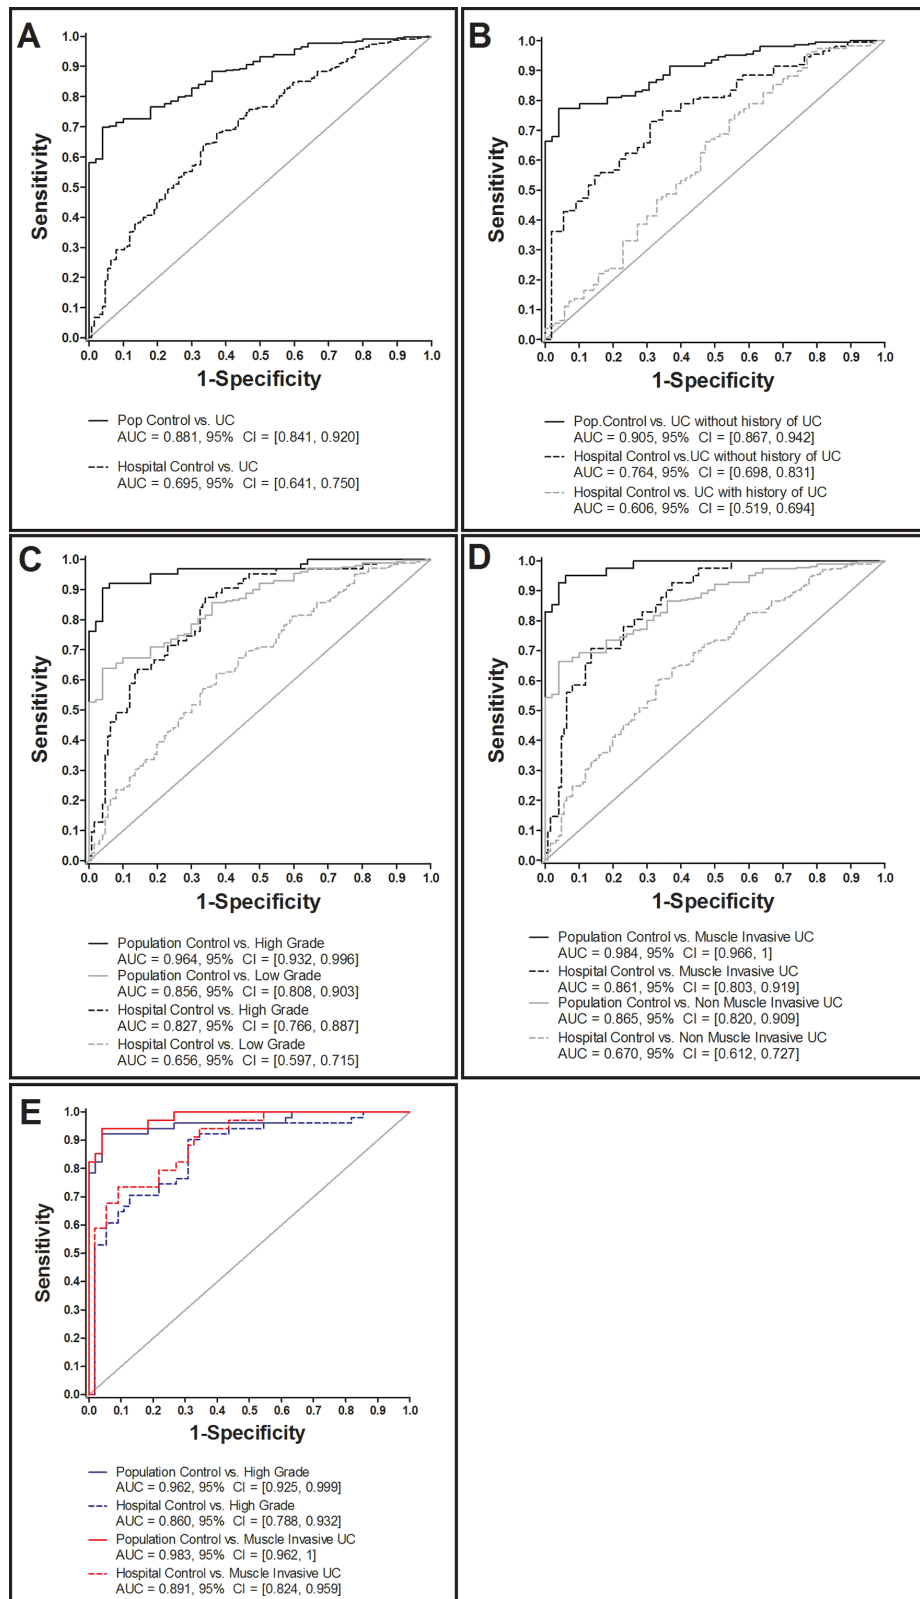 A
Sensitivity
1.0
0.9
0.8
0.7
0.6
0.5
0.4
0.3
0.2
0.1
0.0
0.0 0.1 0.2 0.3 0.4 0.5 0.6 0.7 0.8 0.9 1.0
1-Specificity
Pop Control vs. UC
AUC = 0.881, 95% CI = [0.841, 0.920]
Hospital Control vs. UC
AUC = 0.695, 95% CI = [0.641, 0.750]
B
Sensitivity
1.0
0.9
0.8
0.7
0.6
0.5
0.4
0.3
0.2
0.1
0.0
0.0 0.1 0.2 0.3 0.4 0.5 0.6 0.7 0.8 0.9 1.0
1-Specificity
Pop.Control vs. UC without history of UC
AUC = 0.905, 95% CI = [0.867, 0.942]
Hospital Control vs.UC without history of UC
AUC = 0.764, 95% CI = [0.698, 0.831]
Hospital Control vs. UC with history of UC
AUC = 0.606, 95% CI = [0.519, 0.694]
C
Sensitivity
1.0
0.9
0.8
0.7
0.6
0.5
0.4
0.3
0.2
0.1
0.0
0.0 0.1 0.2 0.3 0.4 0.5 0.6 0.7 0.8 0.9 1.0
1-Specificity
Population Control vs. High Grade
AUC = 0.964, 95% CI = [0.932, 0.996]
Population Control vs. Low Grade
AUC = 0.856, 95% CI = [0.808, 0.903]
Hospital Control vs. High Grade
AUC = 0.827, 95% CI = [0.766, 0.887]
Hospital Control vs. Low Grade
AUC = 0.656, 95% CI = [0.597, 0.715]
D
Sensitivity
1.0
0.9
0.8
0.7
0.6
0.5
0.4
0.3
0.2
0.1
0.0
0.0 0.1 0.2 0.3 0.4 0.5 0.6 0.7 0.8 0.9 1.0
1-Specificity
Population Control vs. Muscle Invasive UC
AUC = 0.984, 95% CI = [0.966, 1]
Hospital Control vs. Muscle Invasive UC
AUC = 0.861, 95% CI = [0.803, 0.919]
Population Control vs. Non Muscle Invasive UC
AUC = 0.865, 95% CI = [0.820, 0.909]
Hospital Control vs. Non Muscle Invasive UC
AUC = 0.670, 95% CI = [0.612, 0.727]
E
Sensitivity
1.0
0.9
0.8
0.7
0.6
0.5
0.4
0.3
0.2
0.1
0.0
0.0 0.1 0.2 0.3 0.4 0.5 0.6 0.7 0.8 0.9 1.0
1-Specificity
Population Control vs. High Grade
AUC = 0.962, 95% CI = [0.925, 0.999]
Hospital Control vs. High Grade
AUC = 0.860, 95% CI = [0.788, 0.932]
Population Control vs. Muscle Invasive UC
AUC = 0.983, 95% CI = [0.962, 1]
Hospital Control vs. Muscle Invasive UC
AUC = 0.891, 95% CI = [0.824, 0.959]